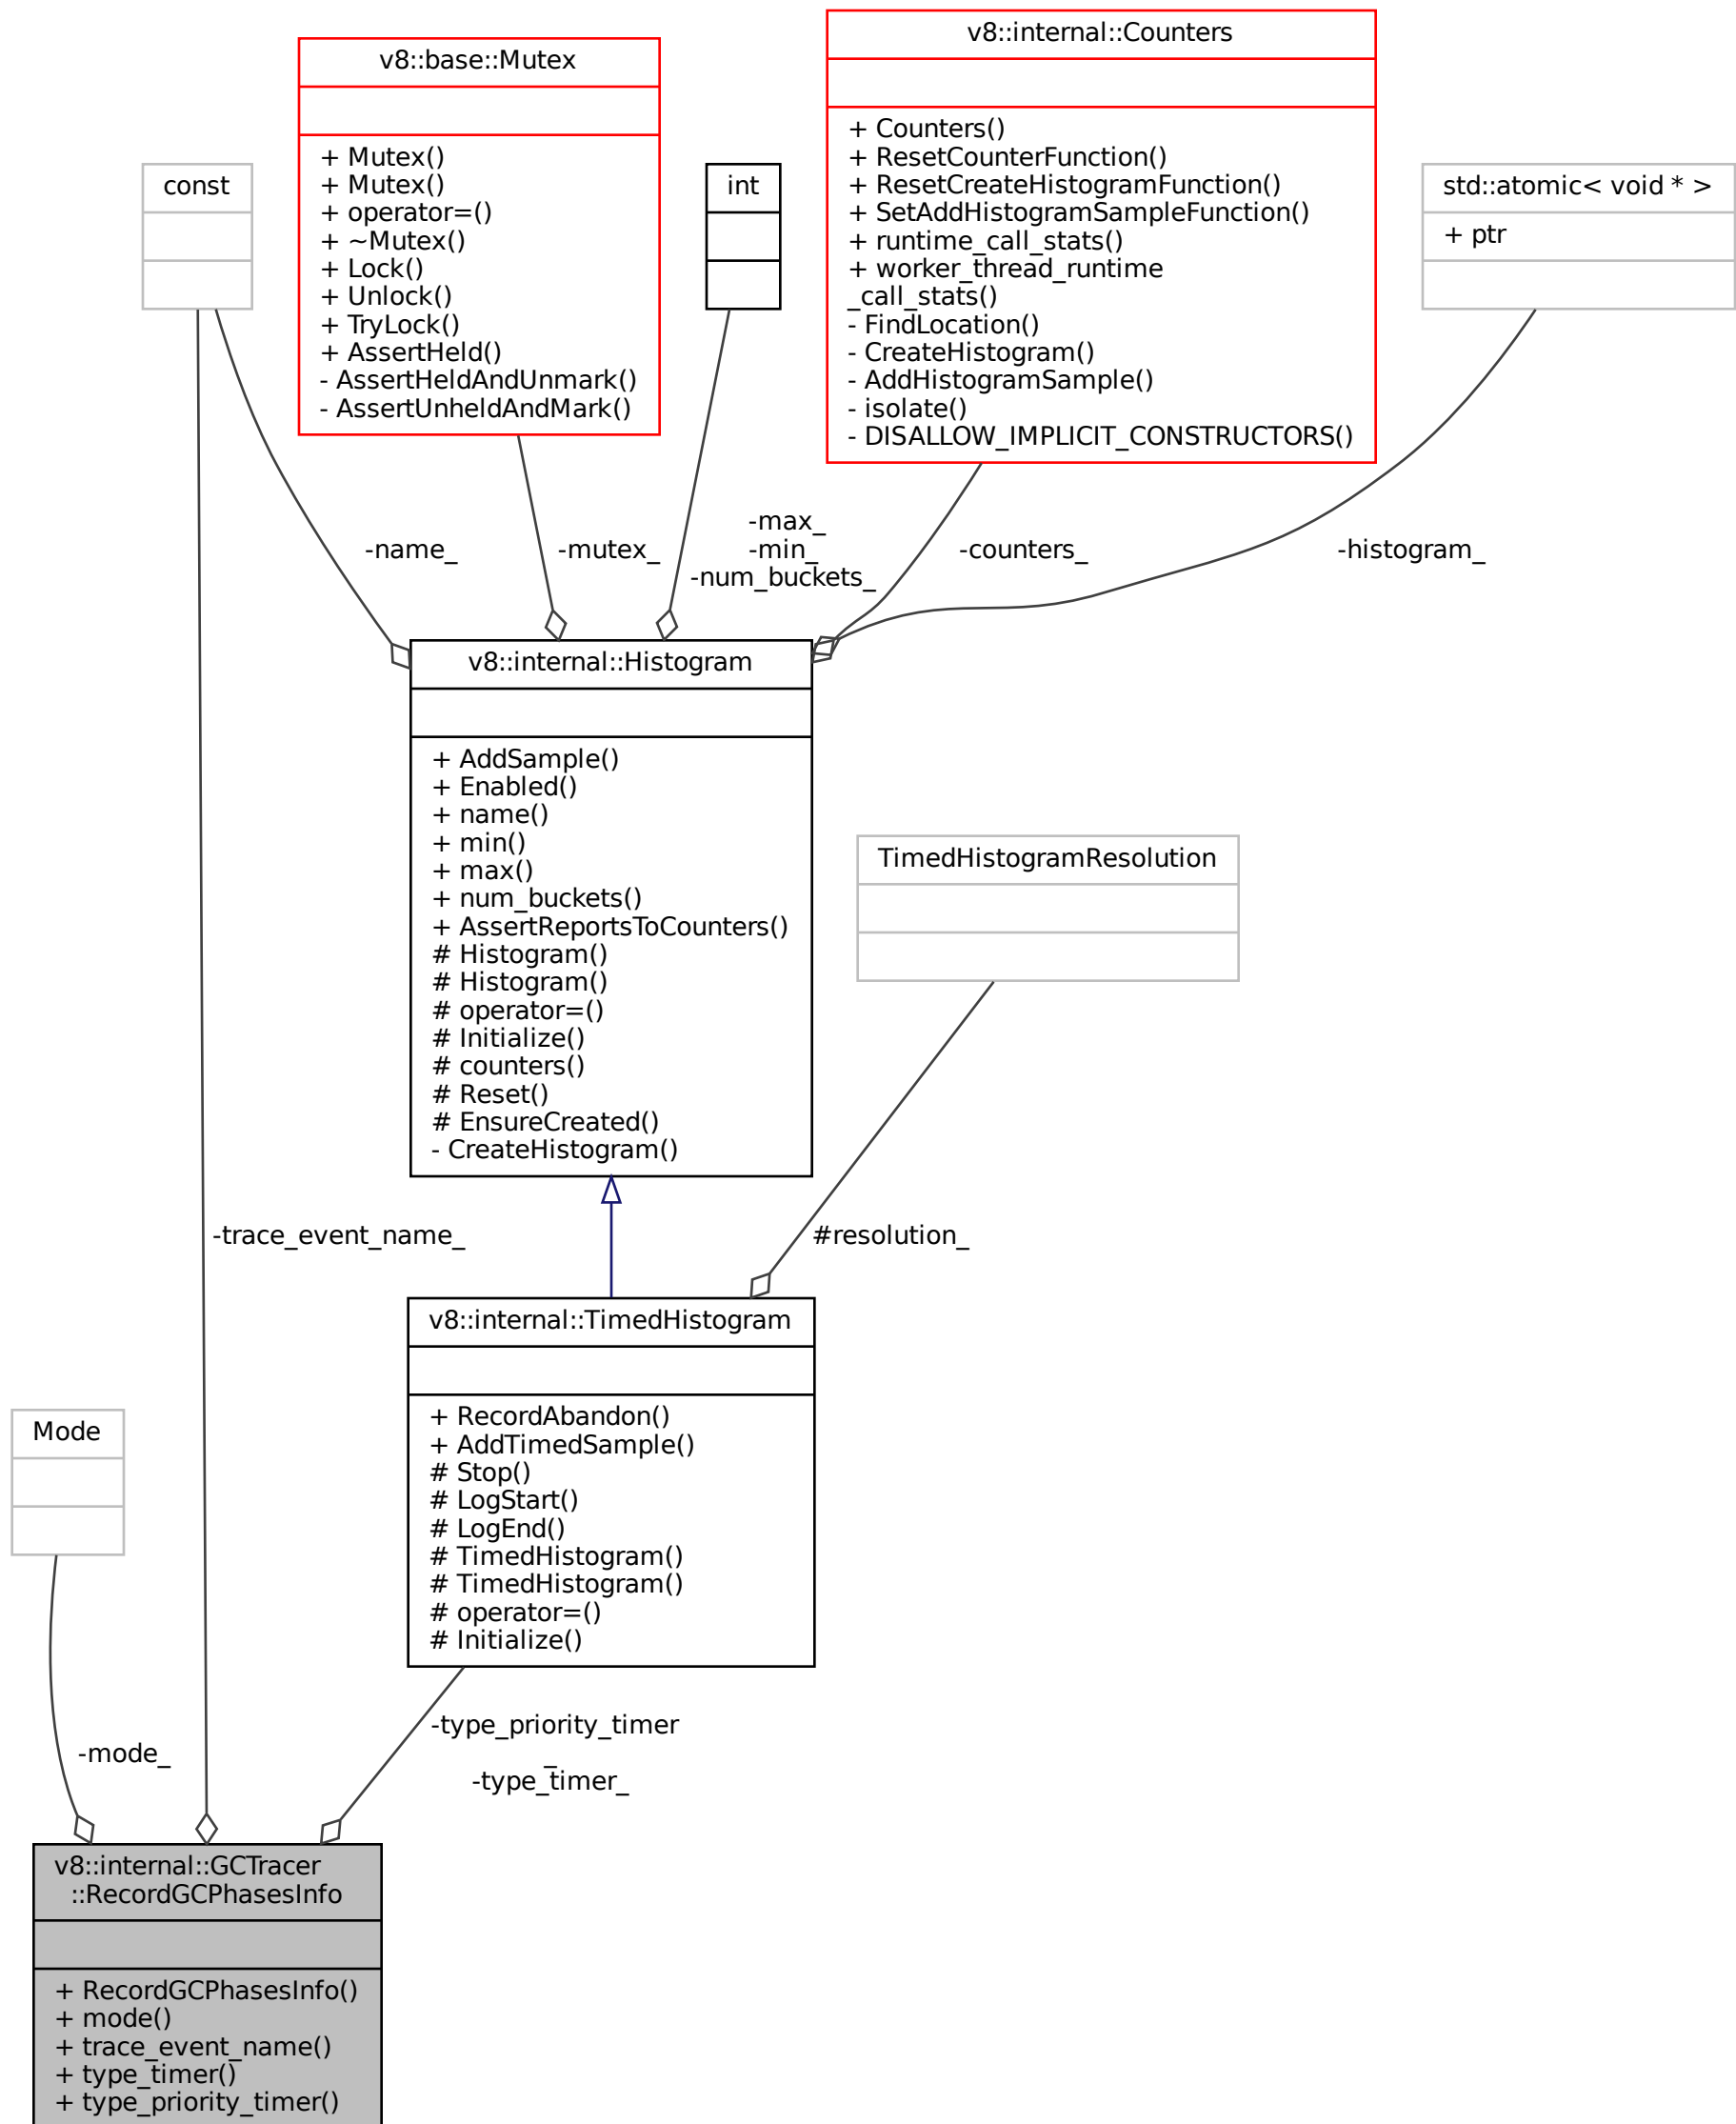 v8::internal::Counters
+ Counters()
+ ResetCounterFunction()
+ ResetCreateHistogramFunction()
+ SetAddHistogramSampleFunction()
+ runtime_call_stats()
+ worker_thread_runtime
_call_stats()
- FindLocation()
- CreateHistogram()
- AddHistogramSample()
- isolate()
- DISALLOW_IMPLICIT_CONSTRUCTORS()
v8::base::Mutex
+ Mutex()
+ Mutex()
+ operator=()
+ ~Mutex()
+ Lock()
+ Unlock()
+ TryLock()
+ AssertHeld()
- AssertHeldAndUnmark()
- AssertUnheldAndMark()
const
int
std::atomic< void * >
+ ptr
-name_
-mutex_
-max_
-min_
-num_buckets_
-counters_
-histogram_
v8::internal::Histogram
+ AddSample()
+ Enabled()
+ name()
+ min()
+ max()
+ num_buckets()
+ AssertReportsToCounters()
# Histogram()
# Histogram()
# operator=()
# Initialize()
# counters()
# Reset()
# EnsureCreated()
- CreateHistogram()
TimedHistogramResolution
-trace_event_name_
#resolution_
v8::internal::TimedHistogram
+ RecordAbandon()
+ AddTimedSample()
# Stop()
# LogStart()
# LogEnd()
# TimedHistogram()
# TimedHistogram()
# operator=()
# Initialize()
Mode
-mode_
-type_priority_timer
_
-type_timer_
v8::internal::GCTracer
::RecordGCPhasesInfo
+ RecordGCPhasesInfo()
+ mode()
+ trace_event_name()
+ type_timer()
+ type_priority_timer()